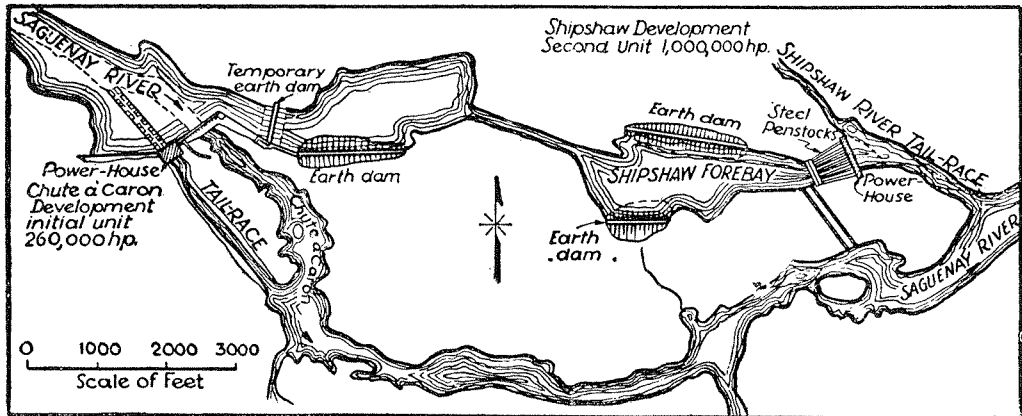 SAGUENAY RIVER
Temporary
earth dam
Shipshaw Development
Second Unit 1,000,000 hp.
SHIPSHAW RIVER TAIL-RACE
Earth dam
Steel
Penstocks
Power-House
Chute à Caron
Development
initial unit
260,000 hp.
TAIL-RACE
Chute à Caron
Earth dam
SHIPSHAW FOREBAY
Power-
House
Earth
dam
SAGUENAY RIVER
0 1000 2000 3000
Scale of Feet